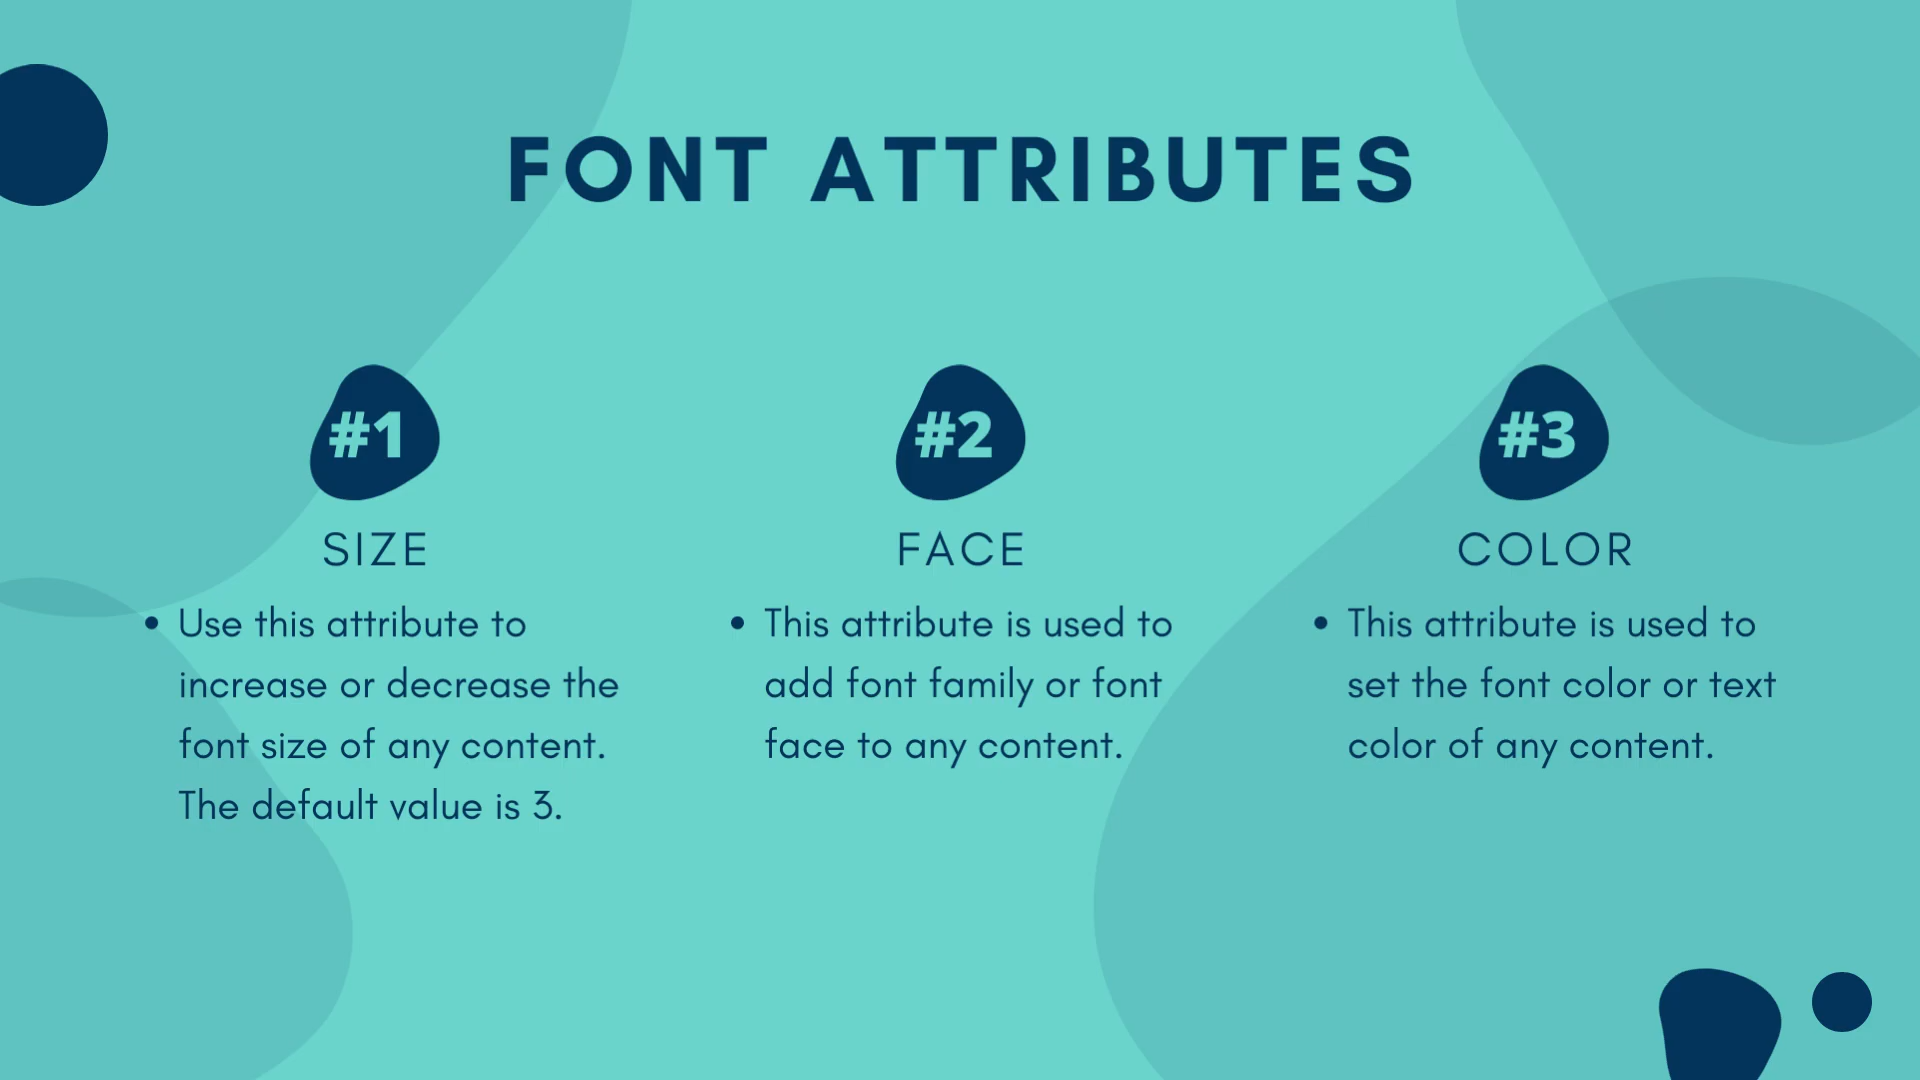 FONT ATTRIBUTES
#1
SIZE
• Use this attribute to
increase or decrease the
font size of any content.
The default value is 3.
#2
FACE
• This attribute is used to
add font family or font
face to any content.
#3
COLOR
• This attribute is used to
set the font color or text
color of any content.